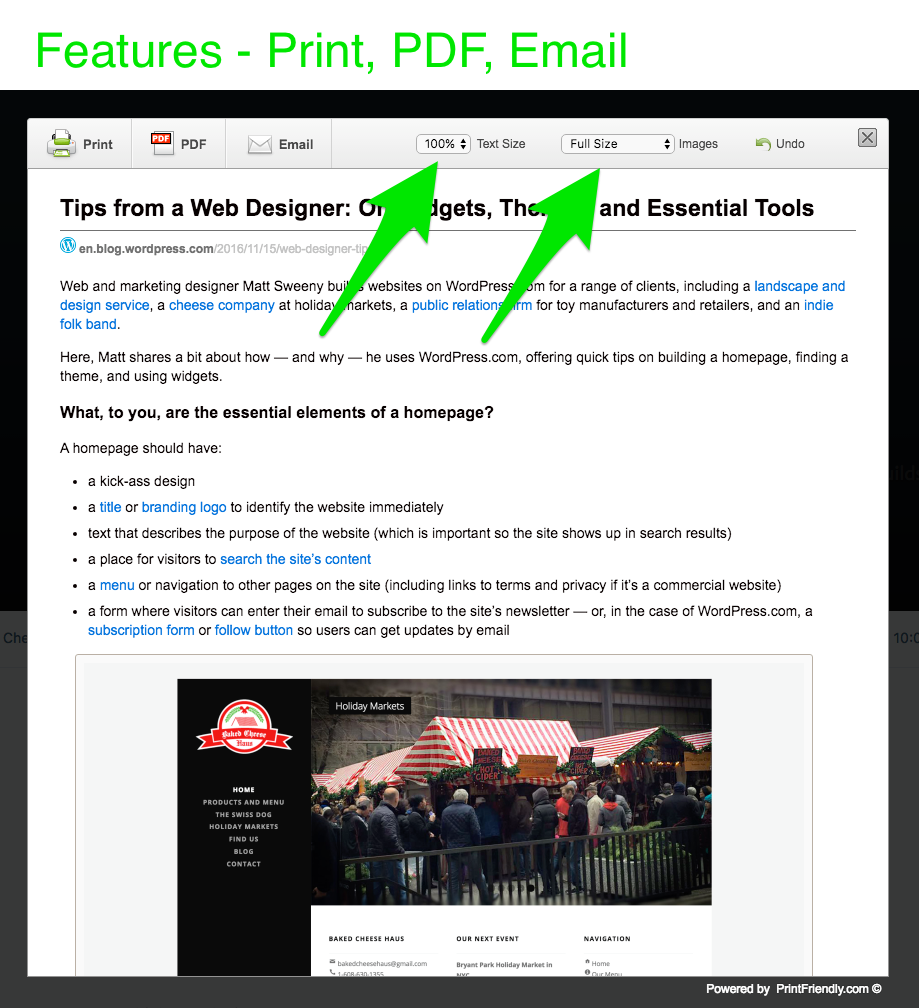 Features - Print, PDF, Email
Print
PDF
PDF
Email
100%
Text Size
Full Size
Images
Undo
Tips from a Web Designer: On dgets, The and Essential Tools
en.blog.wordpress.com/2016/11/15/web-designer-tip
Web and marketing designer Matt Sweeny buil s websites on WordPress om for a range of clients, including a landscape and
design service, a cheese company at holiday markets, a public relations irm for toy manufacturers and retailers, and an indie
folk band.
Here, Matt shares a bit about how — and why — he uses WordPress.com, offering quick tips on building a homepage, finding a
theme, and using widgets.
What, to you, are the essential elements of a homepage?
A homepage should have:
• a kick-ass design
• a title or branding logo to identify the website immediately
• text that describes the purpose of the website (which is important so the site shows up in search results)
• a place for visitors to search the site's content
• a menu or navigation to other pages on the site (including links to terms and privacy if it's a commercial website)
• a form where visitors can enter their email to subscribe to the site's newsletter — or, in the case of WordPress.com, a
subscription form or follow button so users can get updates by email
Che
10:0
Holiday Markets
Baked Cheese
Haus
BAKED
CHEESE
HOT
CIDER
HOME
PRODUCTS AND MENU
THE SWISS DOG
HOLIDAY MARKETS
FIND US
BLOG
CONTACT
BAKED CHEESE HAUS
OUR NEXT EVENT
NAVIGATION
bakedcheesehaus@gmail.com
Bryant Park Holiday Market in
Home
1-608-630-1355
NYC
Our Menu
Powered by PrintFriendly.com ©